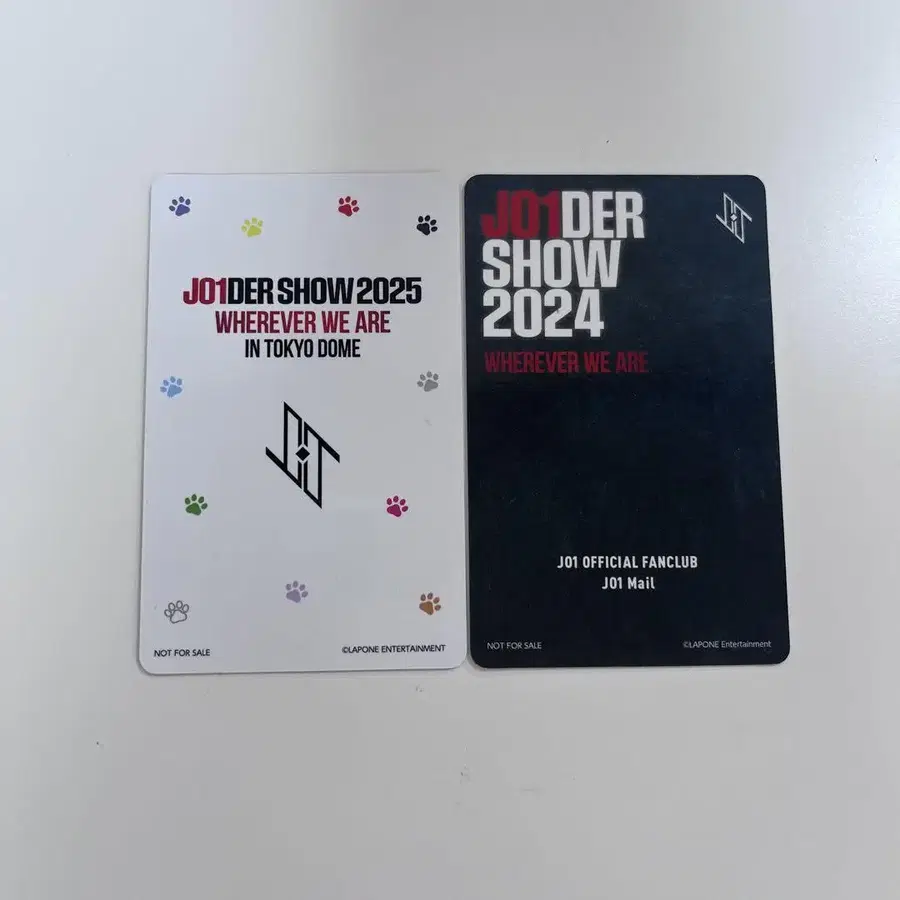 JO1DER SHOW 2025
WHEREVER WE ARE
IN TOKYO DOME
NOT FOR SALE
©LAPONE ENTERTAINMENT
JO1DER
SHOW
2024
WHEREVER WE ARE
JO1 OFFICIAL FANCLUB
JO1 Mail
NOT FOR SALE
©LAPONE Entertainment